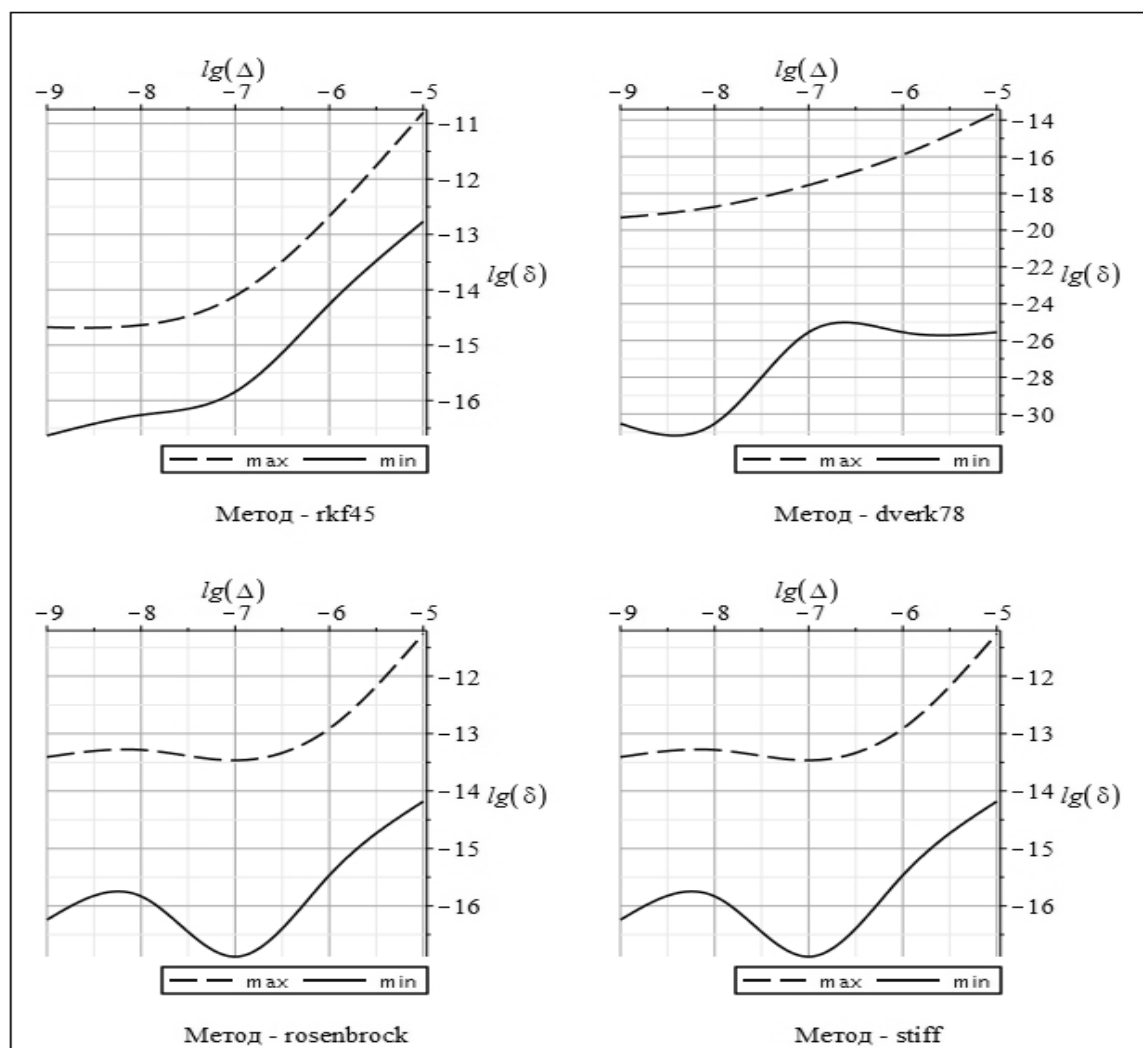 lg(Δ)
−9 −8 −7 −6 −5
−11
−12
−13
lg(δ)
−14
−15
−16
max min
Метод - rkf45
lg(Δ)
−9 −8 −7 −6 −5
−14
−16
−18
−20
−22
lg(δ)
−24
−26
−28
−30
max min
Метод - dverk78
lg(Δ)
−9 −8 −7 −6 −5
−12
−13
−14 lg(δ)
−15
−16
max min
Метод - rosenbrock
lg(Δ)
−9 −8 −7 −6 −5
−12
−13
−14 lg(δ)
−15
−16
max min
Метод - stiff